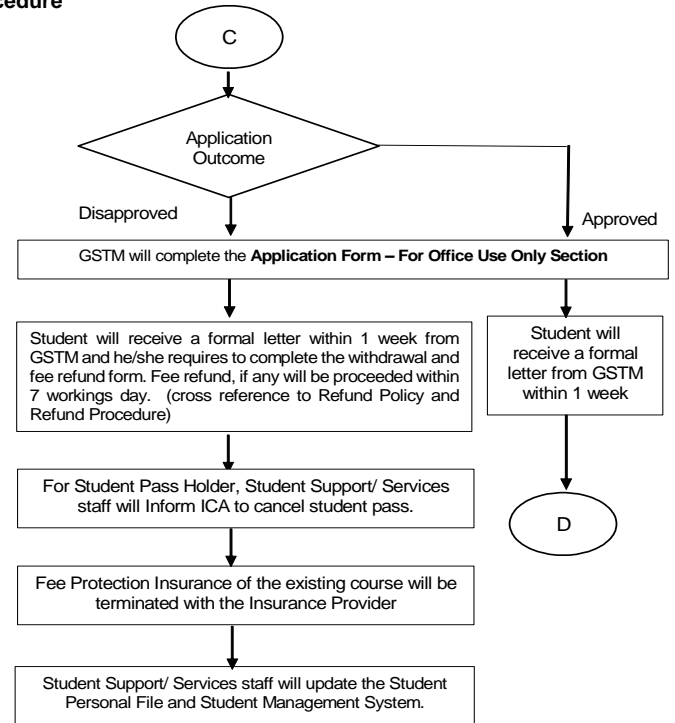 C
Application
Outcome
Disapproved
Approved
GSTM will complete the Application Form – For Office Use Only Section
Student will receive a formal letter within 1 week from
GSTM and he/she requires to complete the withdrawal and
fee refund form. Fee refund, if any will be proceeded within
7 workings day. (cross reference to Refund Policy and
Refund Procedure)
Student will
receive a formal
letter from GSTM
within 1 week
For Student Pass Holder, Student Support/ Services
staff will Inform ICA to cancel student pass.
D
Fee Protection Insurance of the existing course will be
terminated with the Insurance Provider
Student Support/ Services staff will update the Student
Personal File and Student Management System.